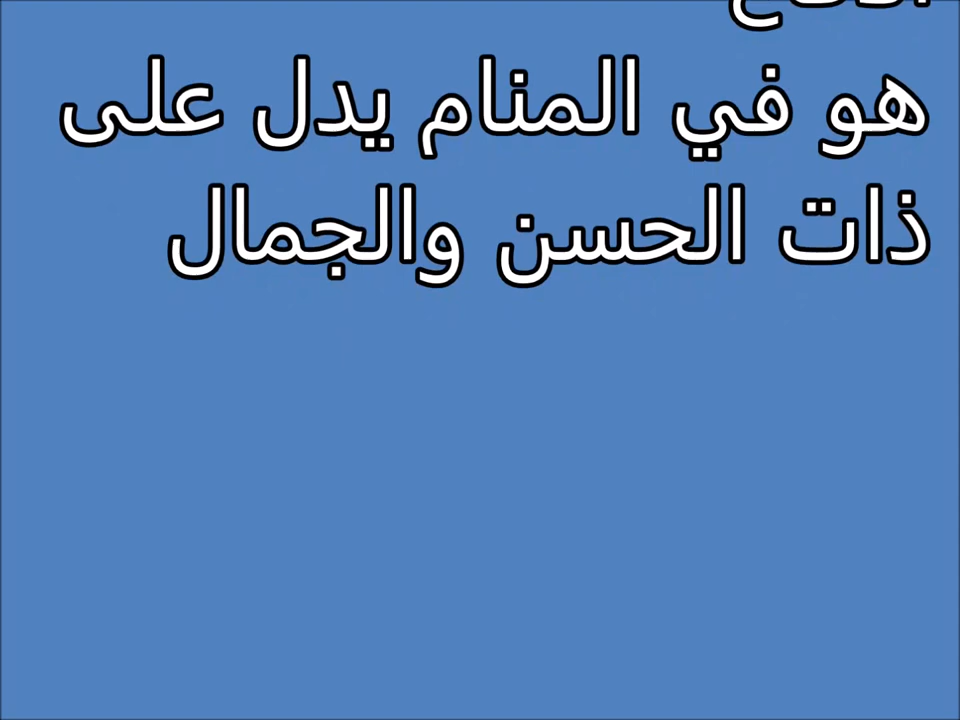 هو في المنام يدل على
ذات الحسن والجمال